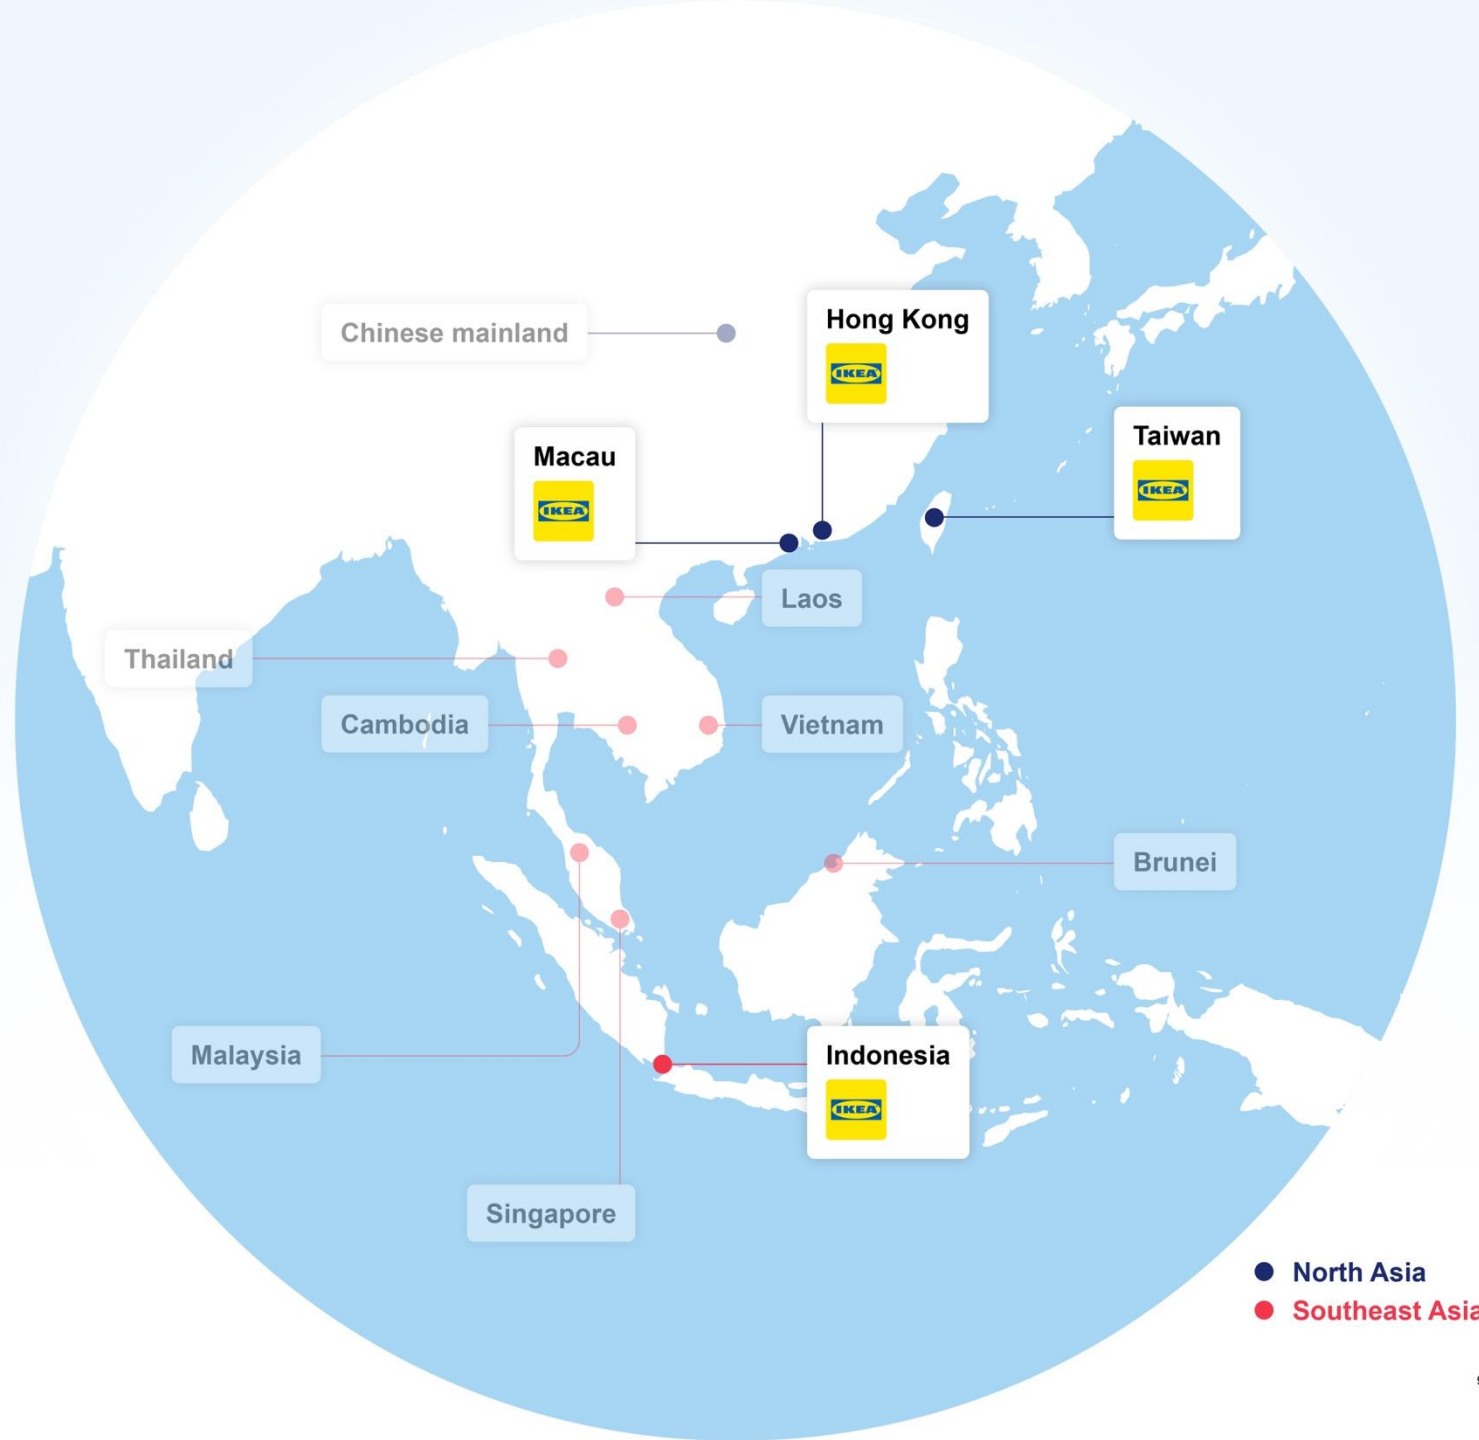 Chinese mainland
Hong Kong
IKEA
Macau
IKEA
Taiwan
IKEA
Laos
Thailand
Cambodia
Vietnam
Brunei
Malaysia
Indonesia
IKEA
Singapore
North Asia
Southeast Asia